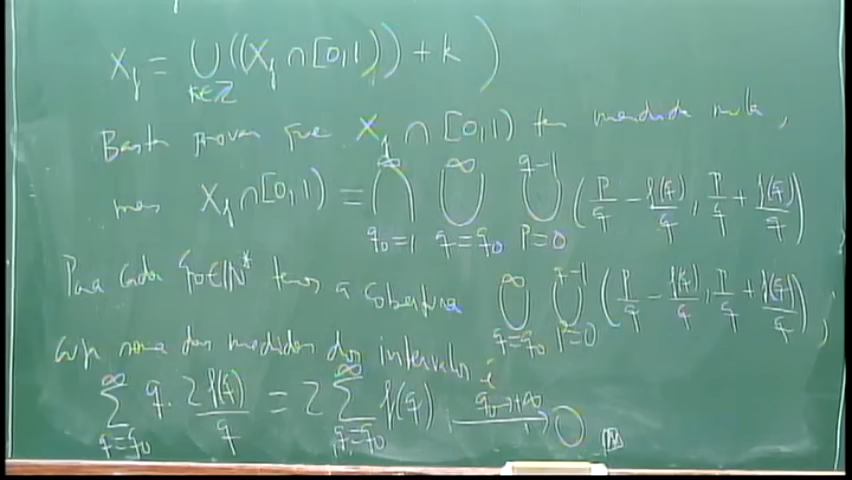 X_f = ⋃_{k∈ℤ} ((X_f ∩ [0,1)) + k)
Basta provar que X_f ∩ [0,1) tem medida nula,
mas X_f ∩ [0,1) = ⋂_{q_0=1}^{∞} ⋃_{q=q_0}^{∞} ⋃_{p=0}^{q-1} (p/q - f(q)/q, p/q + f(q)/q)
Para cada q_0∈ℕ* temos a cobertura ⋃_{q=q_0}^{∞} ⋃_{p=0}^{q-1} (p/q - f(q)/q, p/q + f(q)/q),
cuja soma das medidas dos intervalos é
∑_{q=q_0}^{∞} q · 2f(q)/q = 2 ∑_{q=q_0}^{∞} f(q) →^{q_0→+∞} 0